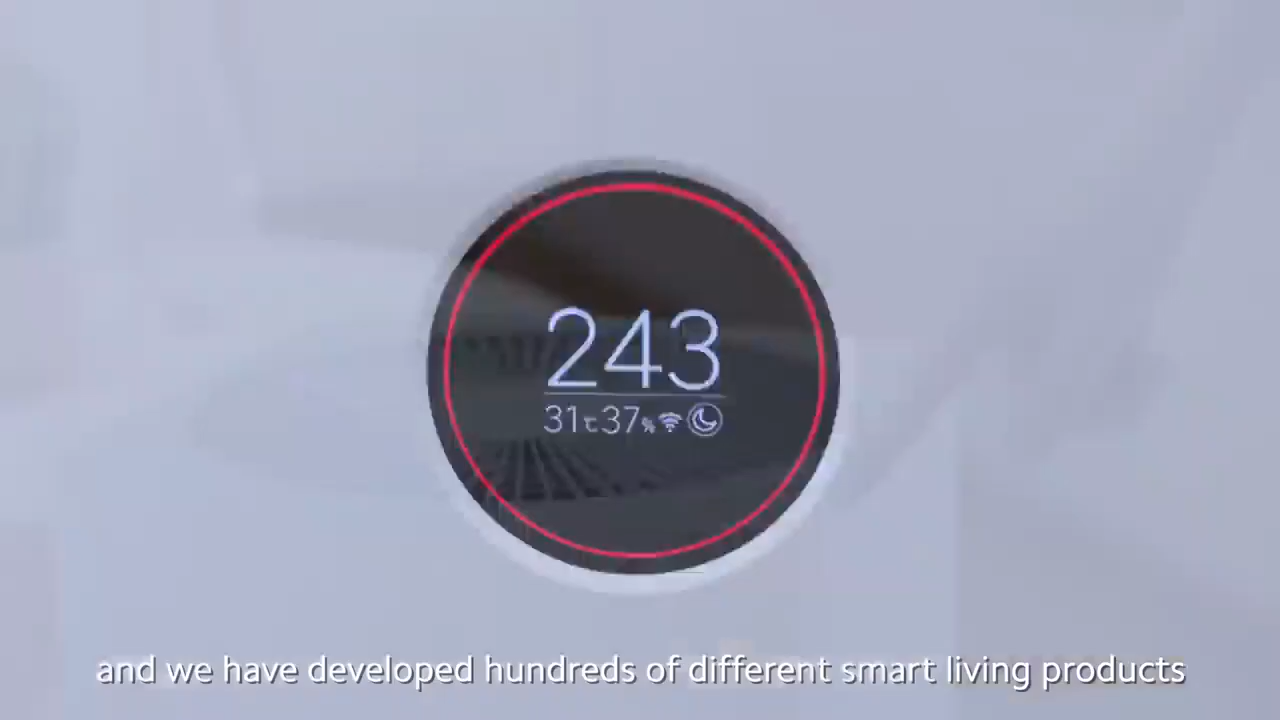 243
31℃37%
and we have developed hundreds of different smart living products